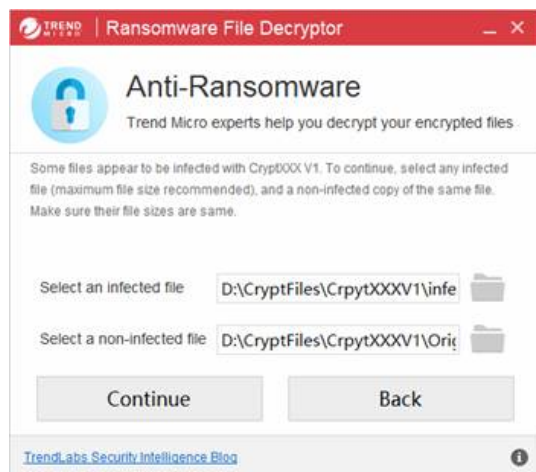 TREND MICRO | Ransomware File Decryptor
Anti-Ransomware
Trend Micro experts help you decrypt your encrypted files
Some files appear to be infected with CryptXXX V1. To continue, select any infected
file (maximum file size recommended), and a non-infected copy of the same file.
Make sure their file sizes are same.
Select an infected file D:\CryptFiles\CrpytXXXV1\infe
Select a non-infected file D:\CryptFiles\CrpytXXXV1\Orig
Continue Back
TrendLabs Security Intelligence Blog